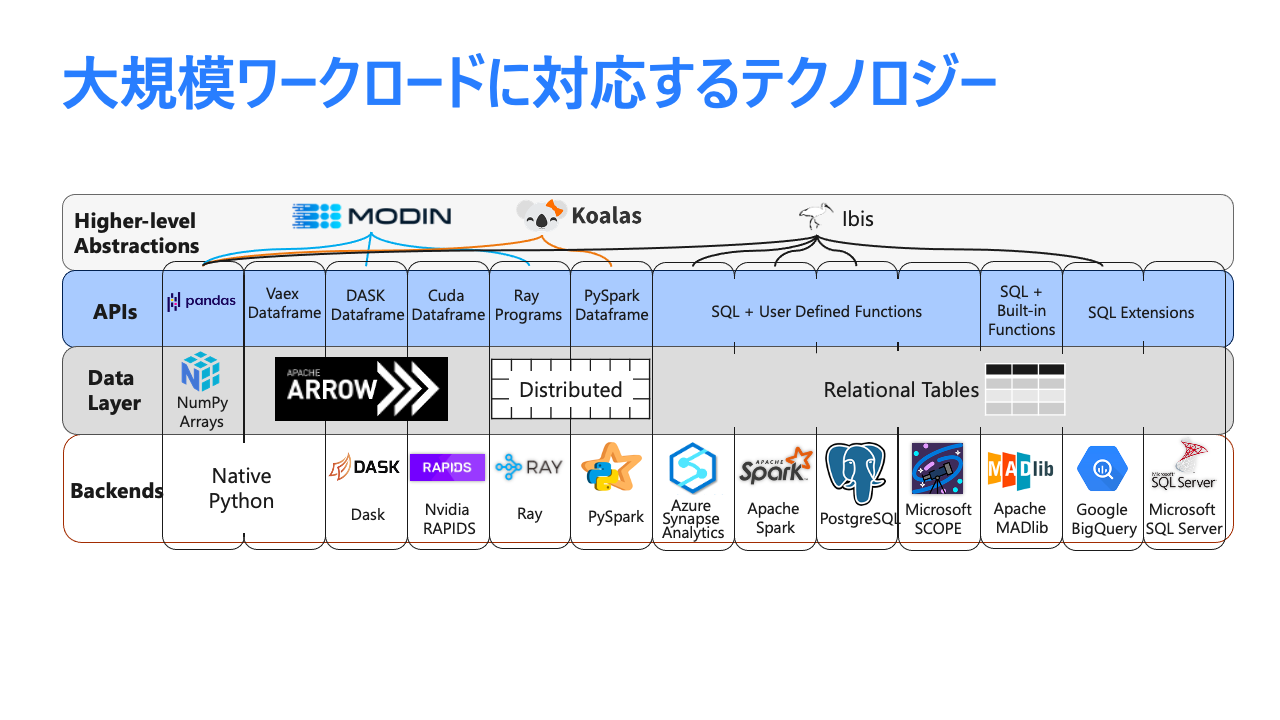 大規模ワークロードに対応するテクノロジー
Higher-level
Abstractions
MODIN
Koalas
Ibis
APIs
pandas
Vaex
Dataframe
DASK
Dataframe
Cuda
Dataframe
Ray
Programs
PySpark
Dataframe
SQL + User Defined Functions
SQL +
Built-in
Functions
SQL Extensions
Data
Layer
NumPy
Arrays
APACHE
ARROW
Distributed
Relational Tables
Backends
Native
Python
DASK
Dask
RAPIDS
Nvidia
RAPIDS
RAY
Ray
PySpark
Azure
Synapse
Analytics
APACHE
Spark
Apache
Spark
PostgreSQL
Microsoft
SCOPE
MADlib
Apache
MADlib
Google
BigQuery
Microsoft
SQL Server
Microsoft
SQL Server